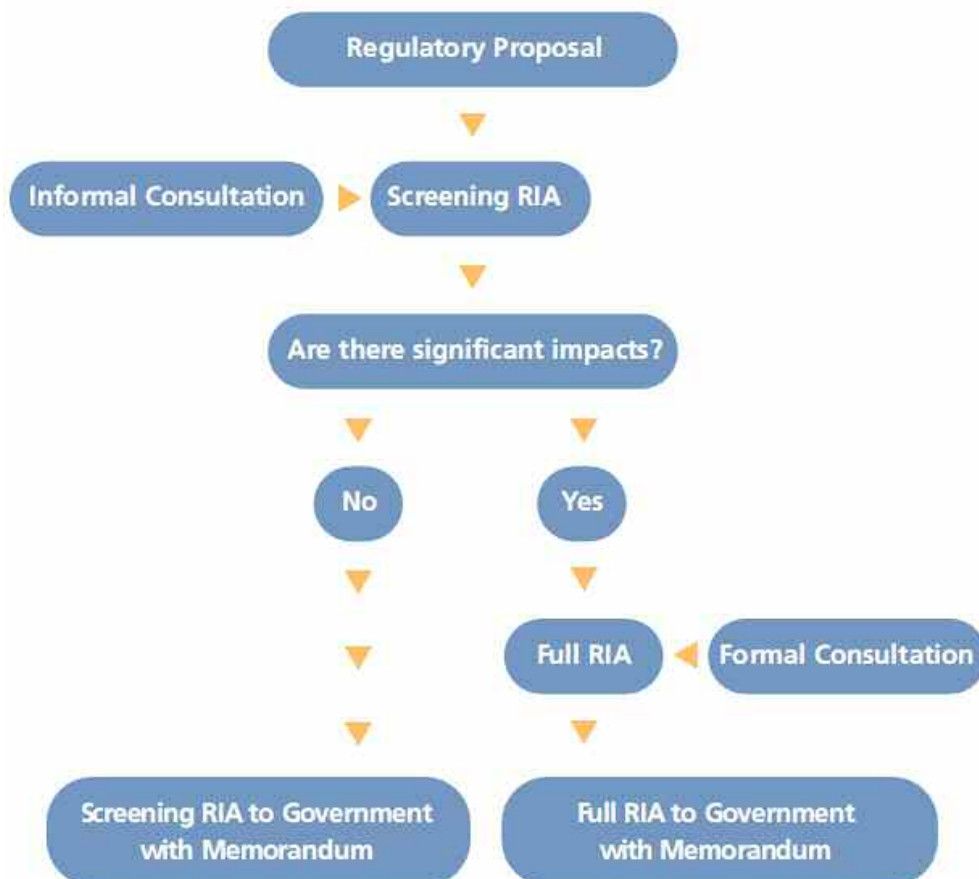 Regulatory Proposal
Informal Consultation
Screening RIA
Are there significant impacts?
No
Yes
Full RIA
Formal Consultation
Screening RIA to Government
with Memorandum
Full RIA to Government
with Memorandum